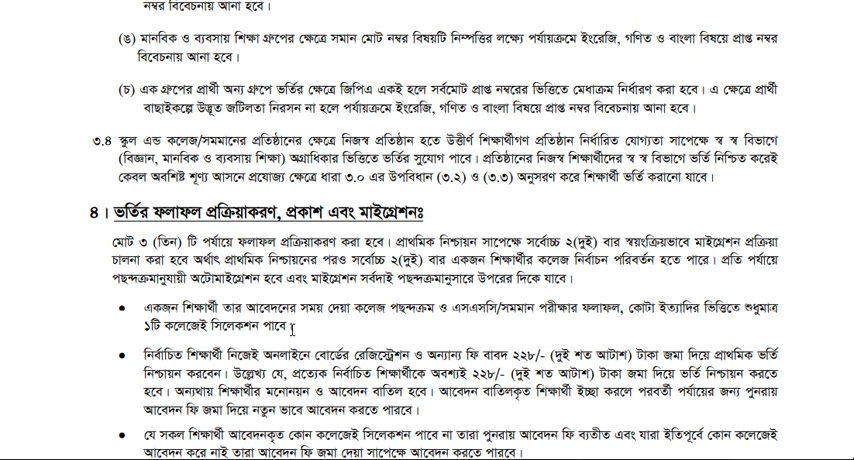 নম্বর বিবেচনায় আনা হবে।
(ঙ) মানবিক ও ব্যবসায় শিক্ষা গ্রুপের ক্ষেত্রে সমান মোট নম্বর বিষয়টি নিষ্পত্তির লক্ষ্যে পর্যায়ক্রমে ইংরেজি, গণিত ও বাংলা বিষয়ে প্রাপ্ত নম্বর
বিবেচনায় আনা হবে।
(চ) এক গ্রুপের প্রার্থী অন্য গ্রুপে ভর্তির ক্ষেত্রে জিপিএ একই হলে সর্বমোট প্রাপ্ত নম্বরের ভিত্তিতে মেধাক্রম নির্ধারণ করা হবে। এ ক্ষেত্রে প্রার্থী
বাছাইকল্পে উদ্ভূত জটিলতা নিরসন না হলে পর্যায়ক্রমে ইংরেজি, গণিত ও বাংলা বিষয়ে প্রাপ্ত নম্বর বিবেচনায় আনা হবে।
৩.৪ স্কুল এন্ড কলেজ/সমমানের প্রতিষ্ঠানের ক্ষেত্রে নিজস্ব প্রতিষ্ঠান হতে উত্তীর্ণ শিক্ষার্থীগণ প্রতিষ্ঠান নির্ধারিত যোগ্যতা সাপেক্ষে স্ব স্ব বিভাগে
(বিজ্ঞান, মানবিক ও ব্যবসায় শিক্ষা) অগ্রাধিকার ভিত্তিতে ভর্তির সুযোগ পাবে। প্রতিষ্ঠানের নিজস্ব শিক্ষার্থীদের স্ব স্ব বিভাগে ভর্তি নিশ্চিত করেই
কেবল অবশিষ্ট শূণ্য আসনে প্রযোজ্য ক্ষেত্রে ধারা ৩.০ এর উপবিধান (৩.২) ও (৩.৩) অনুসরণ করে শিক্ষার্থী ভর্তি করানো যাবে।
৪। ভর্তির ফলাফল প্রক্রিয়াকরণ, প্রকাশ এবং মাইগ্রেশনঃ
মোট ৩ (তিন) টি পর্যায়ে ফলাফল প্রক্রিয়াকরণ করা হবে। প্রাথমিক নিশ্চায়ন সাপেক্ষে সর্বোচ্চ ২(দুই) বার স্বয়ংক্রিয়ভাবে মাইগ্রেশন প্রক্রিয়া
চালনা করা হবে অর্থাৎ প্রাথমিক নিশ্চায়নের পরও সর্বোচ্চ ২(দুই) বার একজন শিক্ষার্থীর কলেজ নির্বাচন পরিবর্তন হতে পারে। প্রতি পর্যায়ে
পছন্দক্রমানুযায়ী অটোমাইগ্রেশন হবে এবং মাইগ্রেশন সর্বদাই পছন্দক্রমানুসারে উপরের দিকে যাবে।
• একজন শিক্ষার্থী তার আবেদনের সময় দেয়া কলেজ পছন্দক্রম ও এসএসসি/সমমান পরীক্ষার ফলাফল, কোটা ইত্যাদির ভিত্তিতে শুধুমাত্র
১টি কলেজেই সিলেকশন পাবে।
• নির্বাচিত শিক্ষার্থী নিজেই অনলাইনে বোর্ডের রেজিস্ট্রেশন ও অন্যান্য ফি বাবদ ২২৮/- (দুই শত আটাশ) টাকা জমা দিয়ে প্রাথমিক ভর্তি
নিশ্চায়ন করবেন। উল্লেখ্য যে, প্রত্যেক নির্বাচিত শিক্ষার্থীকে অবশ্যই ২২৮/- (দুই শত আটাশ) টাকা জমা দিয়ে ভর্তি নিশ্চায়ন করতে
হবে। অন্যথায় শিক্ষার্থীর মনোনয়ন ও আবেদন বাতিল হবে। আবেদন বাতিলকৃত শিক্ষার্থী ইচ্ছা করলে পরবর্তী পর্যায়ের জন্য পুনরায়
আবেদন ফি জমা দিয়ে নতুন ভাবে আবেদন করতে পারবে।
• যে সকল শিক্ষার্থী আবেদনকৃত কোন কলেজেই সিলেকশন পাবে না তারা পুনরায় আবেদন ফি ব্যতীত এবং যারা ইতিপূর্বে কোন কলেজেই
আবেদন করে নাই তারা আবেদন ফি জমা দেয়া সাপেক্ষে আবেদন করতে পারবে।